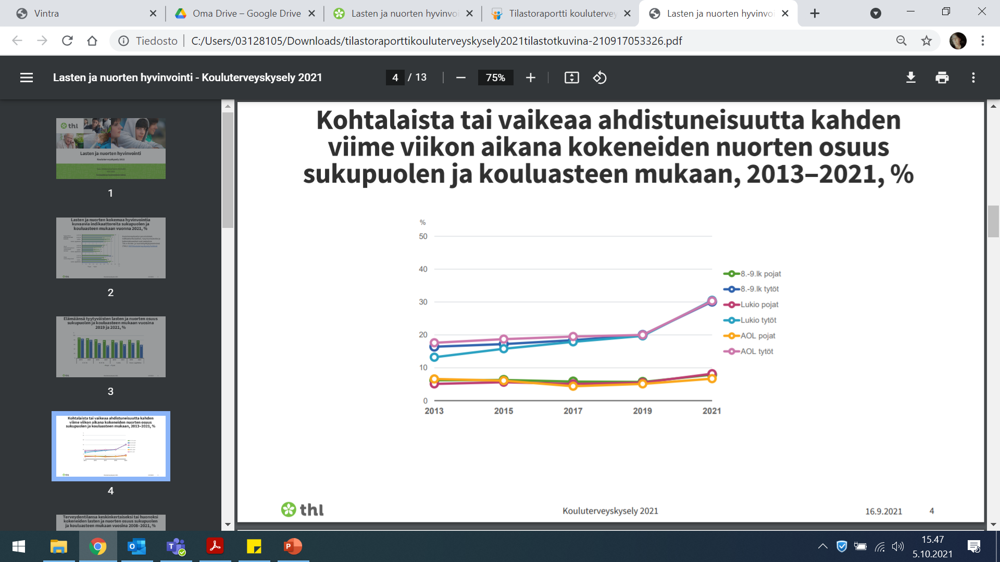 Vintra
Oma Drive – Google Drive
Lasten ja nuorten hyvinvoi
Tilastoraportti koulutervey
Lasten ja nuorten hyvinvoi
Tiedosto
C:/Users/03128105/Downloads/tilastoraporttikouluterveyskysely2021tilastotkuvina-210917053326.pdf
Lasten ja nuorten hyvinvointi - Kouluterveyskysely 2021
4 / 13
75%
thl
Lasten ja nuorten hyvinvointi
1
Lasten ja nuorten kokemaa hyvinvointia
kuvaavia indikaattoreita sukupuolen ja
kouluasteen mukaan vuonna 2021, %
2
Elämäänsä tyytyväisten lasten ja nuorten osuus
sukupuolen ja kouluasteen mukaan vuosina
2019 ja 2021, %
3
Kohtalaista tai vaikeaa ahdistuneisuutta kahden
viime viikon aikana kokeneiden nuorten osuus
sukupuolen ja kouluasteen mukaan, 2013–2021, %
thl
4
Terveydentilansa keskinkertaiseksi tai huonoksi
kokeneiden lasten ja nuorten osuus sukupuolen
ja kouluasteen mukaan vuosina 2008–2021, %
Kohtalaista tai vaikeaa ahdistuneisuutta kahden
viime viikon aikana kokeneiden nuorten osuus
sukupuolen ja kouluasteen mukaan, 2013–2021, %
%
50
40
30
20
10
0
2013
2015
2017
2019
2021
8.-9.lk pojat
8.-9.lk tytöt
Lukio pojat
Lukio tytöt
AOL pojat
AOL tytöt
thl
Kouluterveyskysely 2021
16.9.2021
4
15.47
5.10.2021